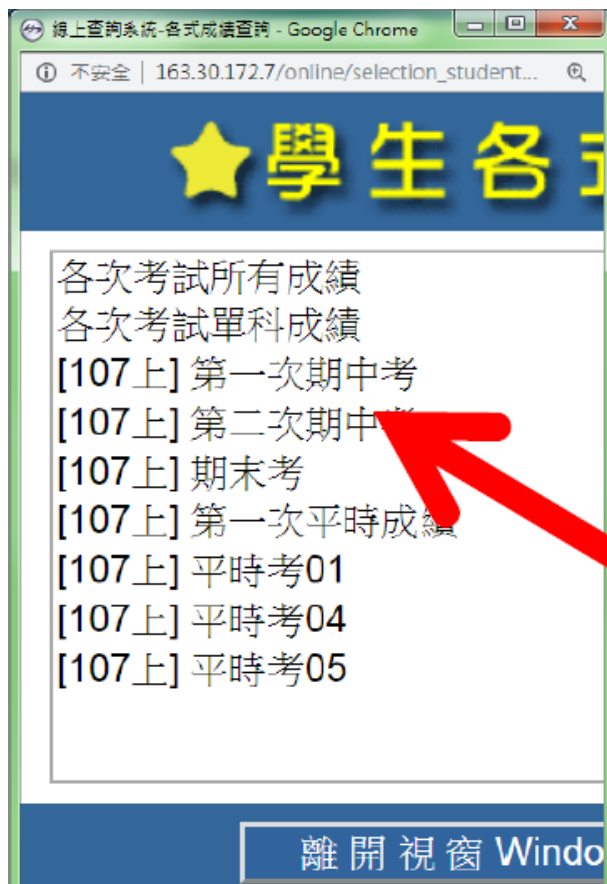 線上查詢系統-各式成績查詢 - Google Chrome
不安全 | 163.30.172.7/online/selection_student...
★學生各
各次考試所有成績
各次考試單科成績
[107上] 第一次期中考
[107上] 第二次期中考
[107上] 期末考
[107上] 第一次平時成績
[107上] 平時考01
[107上] 平時考04
[107上] 平時考05
離開視窗 Windo